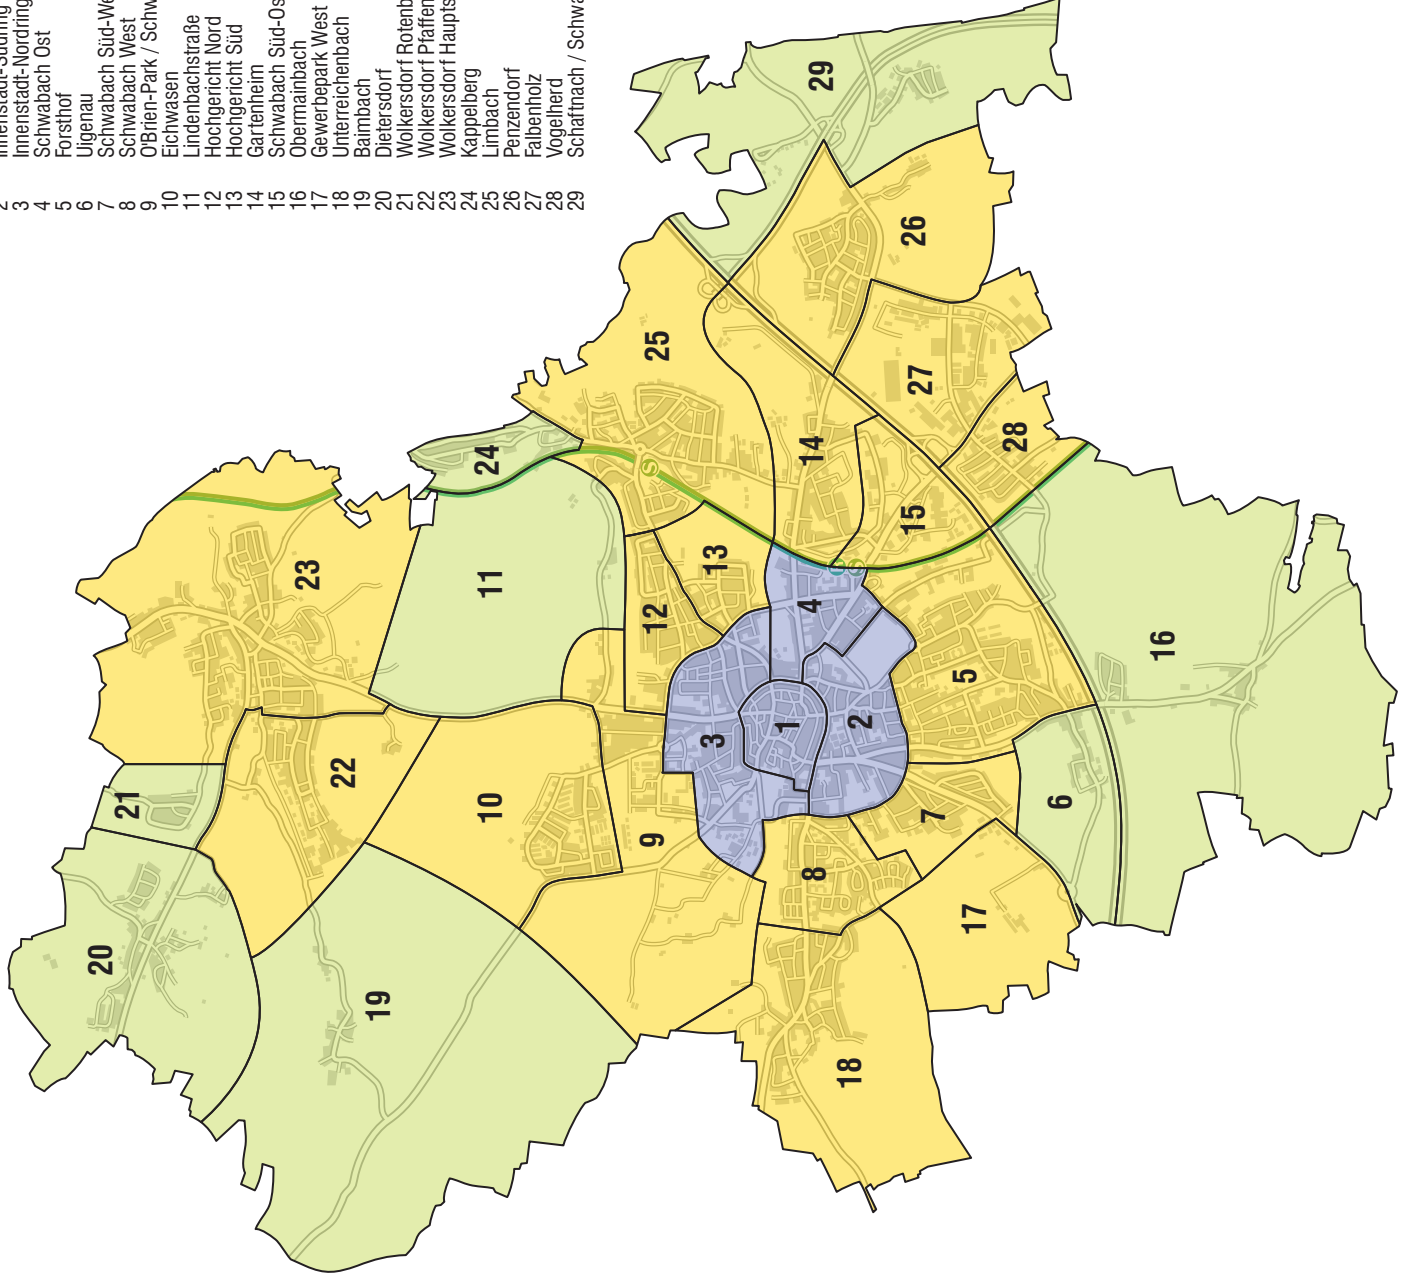 2 Innenstadt-Südring
3 Innenstadt-Nordring
4 Schwabach Ost
5 Forsthof
6 Uigenau
7 Schwabach Süd-We
8 Schwabach West
9 O'Brien-Park / Schw
10 Eichwasen
11 Lindenbachstraße
12 Hochgericht Nord
13 Hochgericht Süd
14 Gartenheim
15 Schwabach Süd-Os
16 Obermainbach
17 Gewerbepark West
18 Unterreichenbach
19 Baimbach
20 Dietersdorf
21 Wolkersdorf Rotenb
22 Wolkersdorf Pfaffen
23 Wolkersdorf Haupts
24 Kappelberg
25 Limbach
26 Penzendorf
27 Falbenholz
28 Vogelherd
29 Schaftnach / Schwa
20
21
23
22
19
10
11
24
9
12
25
S
3
13
1
4
14
29
8
18
2
26
15
27
7
5
17
28
6
16